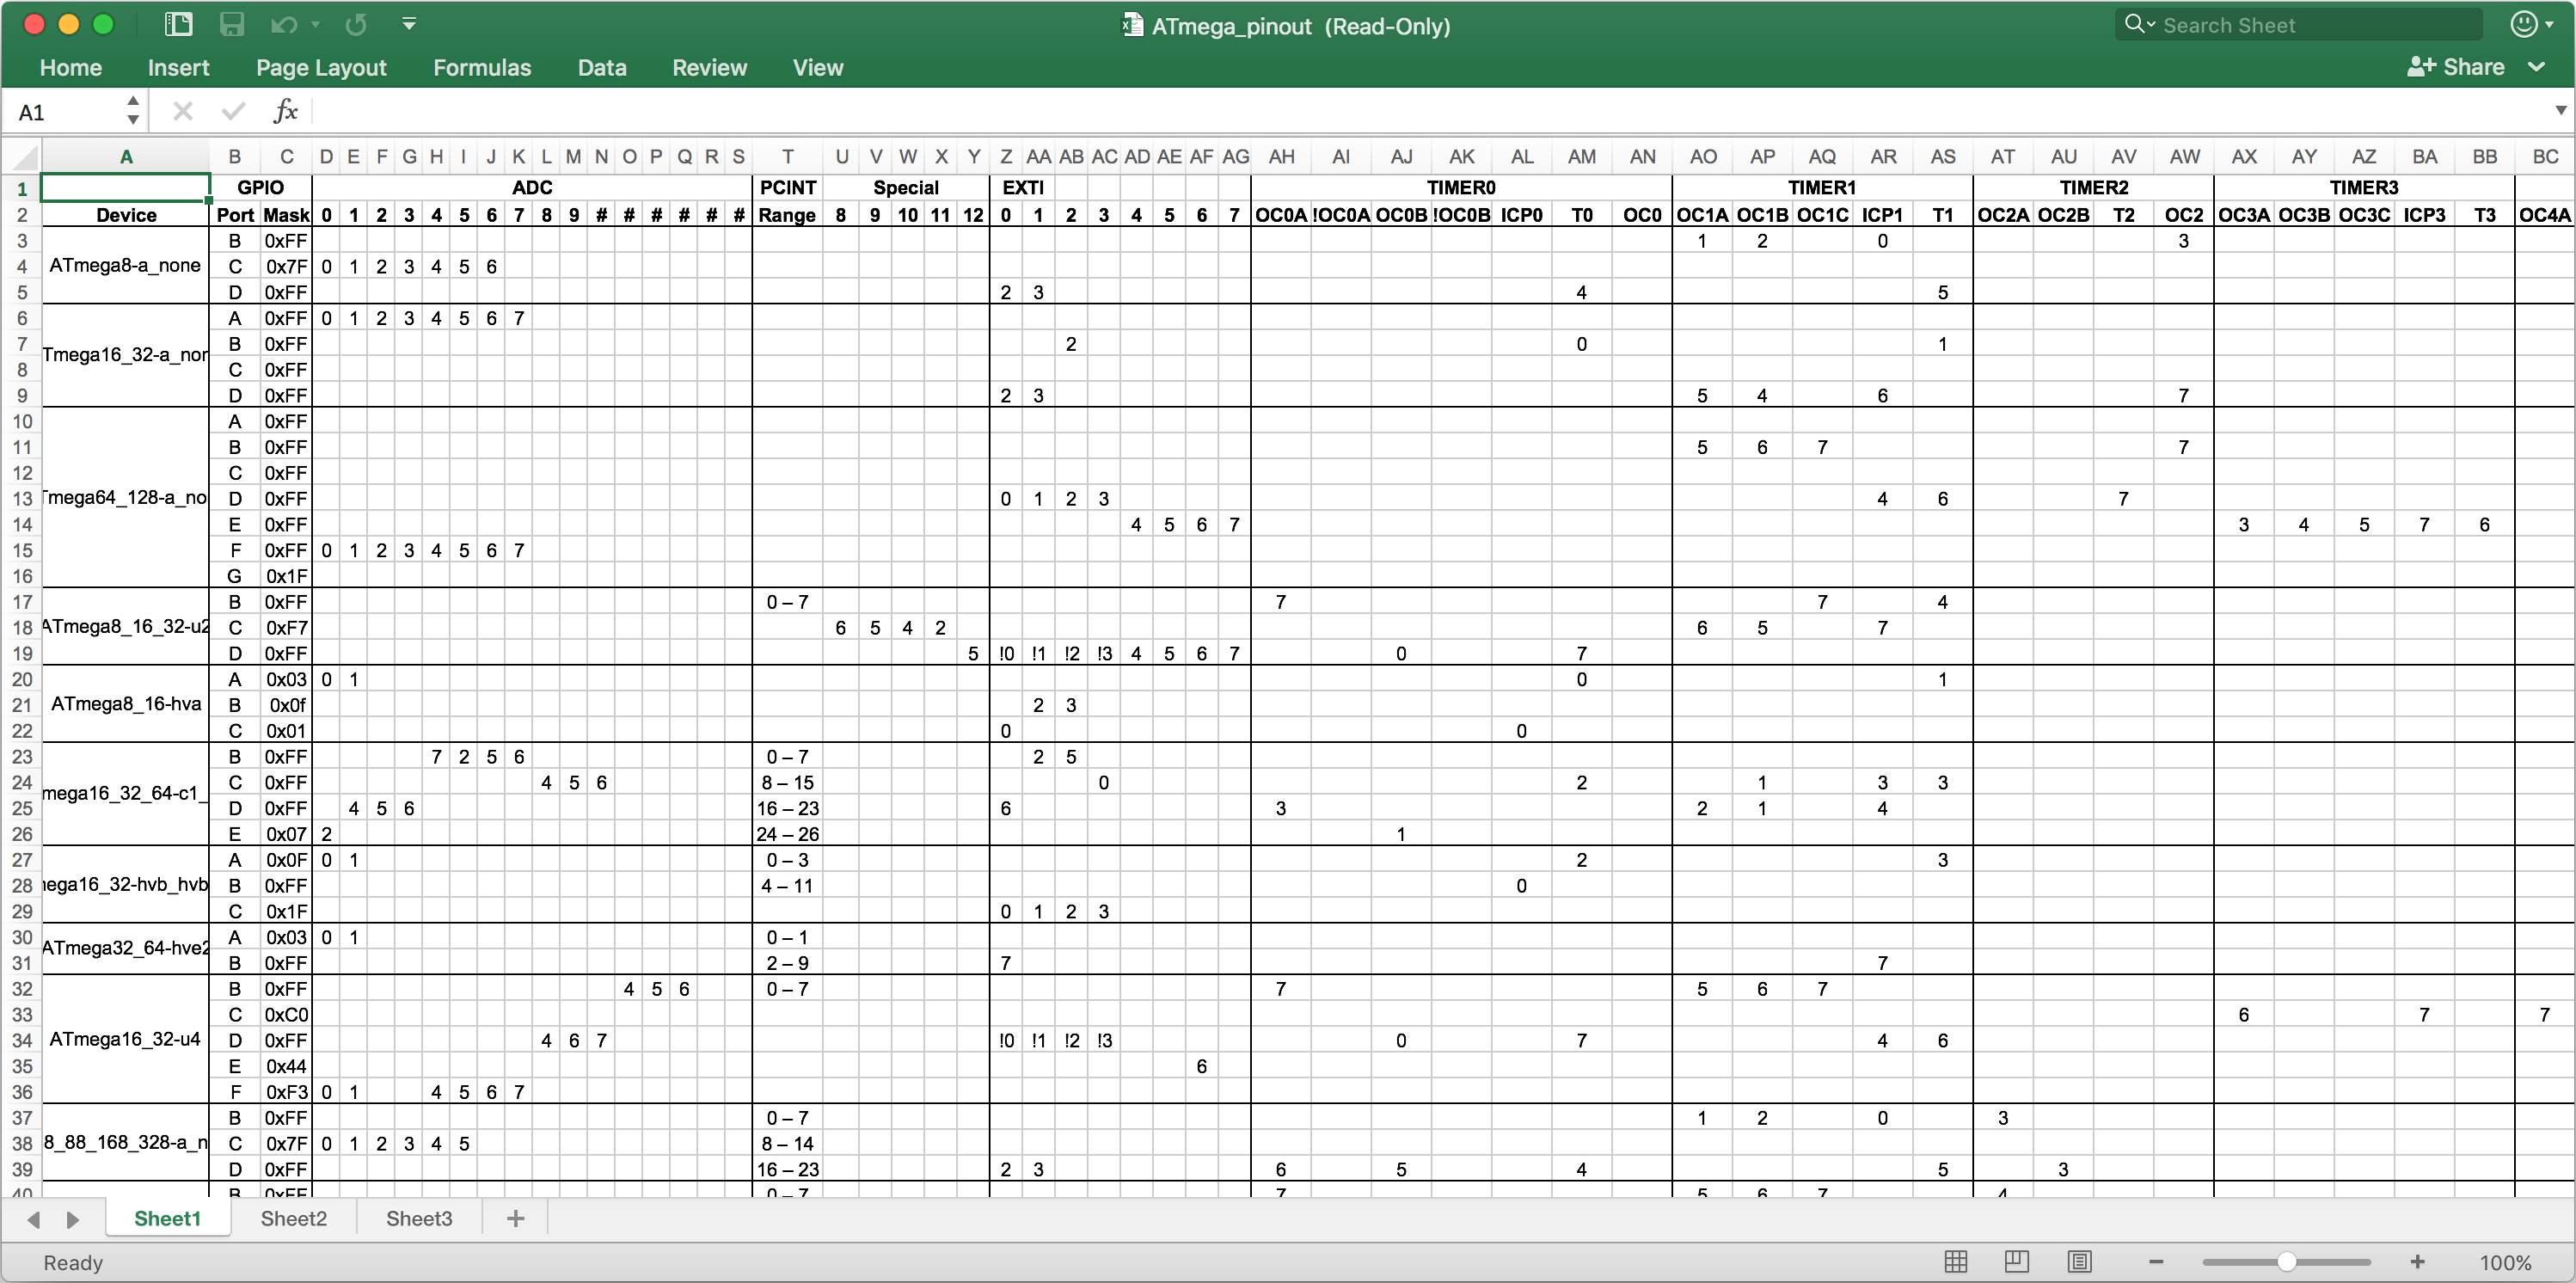 ATmega_pinout (Read-Only)
Search Sheet
Home Insert Page Layout Formulas Data Review View
Share
A1 fx
A B C D E F G H I J K L M N O P Q R S T U V W X Y Z AA AB AC AD AE AF AG AH AI AJ AK AL AM AN AO AP AQ AR AS AT AU AV AW AX AY AZ BA BB BC
1 GPIO ADC PCINT Special EXTI TIMER0 TIMER1 TIMER2 TIMER3
2 Device Port Mask 0 1 2 3 4 5 6 7 8 9 # # # # # # Range 8 9 10 11 12 0 1 2 3 4 5 6 7 OC0A !OC0A OC0B !OC0B ICP0 T0 OC0 OC1A OC1B OC1C ICP1 T1 OC2A OC2B T2 OC2 OC3A OC3B OC3C ICP3 T3 OC4A
3 B 0xFF 1 2 0 3
4 ATmega8-a_none C 0x7F 0 1 2 3 4 5 6
5 D 0xFF 2 3 4 5
6 A 0xFF 0 1 2 3 4 5 6 7
7 Tmega16_32-a_nor B 0xFF 2 0 1
8 C 0xFF
9 D 0xFF 2 3 5 4 6 7
10 A 0xFF
11 B 0xFF 5 6 7 7
12 C 0xFF
13 Tmega64_128-a_no D 0xFF 0 1 2 3 4 6 7
14 E 0xFF 4 5 6 7 3 4 5 7 6
15 F 0xFF 0 1 2 3 4 5 6 7
16 G 0x1F
17 B 0xFF 0 – 7 7 7 4
18 ATmega8_16_32-u2 C 0xF7 6 5 4 2 6 5 7
19 D 0xFF 5 !0 !1 !2 !3 4 5 6 7 0 7
20 A 0x03 0 1 0 1
21 ATmega8_16-hva B 0x0f 2 3
22 C 0x01 0 0
23 B 0xFF 7 2 5 6 0 – 7 2 5
24 mega16_32_64-c1_ C 0xFF 4 5 6 8 – 15 0 2 1 3 3
25 D 0xFF 4 5 6 16 – 23 6 3 2 1 4
26 E 0x07 2 24 – 26 1
27 A 0x0F 0 1 0 – 3 2 3
28 nega16_32-hvb_hvb B 0xFF 4 – 11 0
29 C 0x1F 0 1 2 3
30 ATmega32_64-hve2 A 0x03 0 1 0 – 1
31 B 0xFF 2 – 9 7 7
32 B 0xFF 4 5 6 0 – 7 7 5 6 7
33 C 0xC0 6 7 7
34 ATmega16_32-u4 D 0xFF 4 6 7 !0 !1 !2 !3 0 7 4 6
35 E 0x44 6
36 F 0xF3 0 1 4 5 6 7
37 B 0xFF 0 – 7 1 2 0 3
38 8_88_168_328-a_n C 0x7F 0 1 2 3 4 5 8 – 14
39 D 0xFF 16 – 23 2 3 6 5 4 5 3
40 B 0xFF 0 – 7 7 5 6 7 4
Sheet1 Sheet2 Sheet3 +
Ready 100%